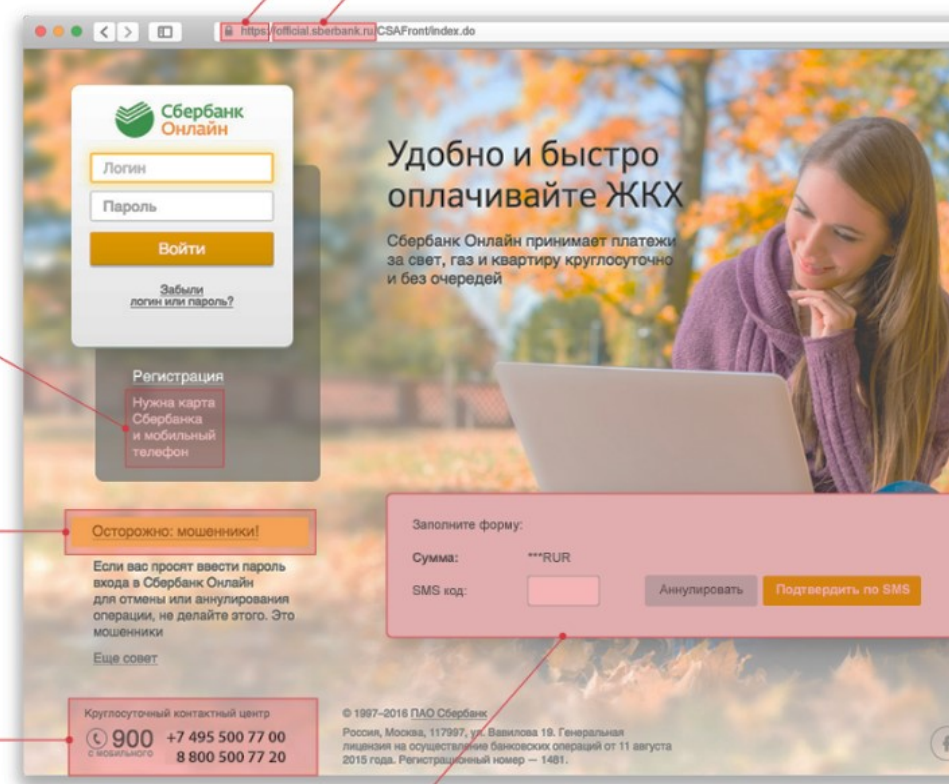 https://official.sberbank.ru/CSAFront/index.do
Сбербанк
Онлайн
Логин
Пароль
Войти
Забыли
логин или пароль?
Регистрация
Нужна карта
Сбербанка
и мобильный
телефон
Удобно и быстро
оплачивайте ЖКХ
Сбербанк Онлайн принимает платежи
за свет, газ и квартиру круглосуточно
и без очередей
Осторожно: мошенники!
Если вас просят ввести пароль
входа в Сбербанк Онлайн
для отмены или аннулирования
операции, не делайте этого. Это
мошенники
Еще совет
Заполните форму:
Сумма: ***RUR
SMS код:
Аннулировать
Подтвердить по SMS
Круглосуточный контактный центр
900
с мобильного
+7 495 500 77 00
8 800 500 77 20
© 1997–2016 ПАО Сбербанк
Россия, Москва, 117997, ул. Вавилова 19. Генеральная
лицензия на осуществление банковских операций от 11 августа
2015 года. Регистрационный номер — 1481.